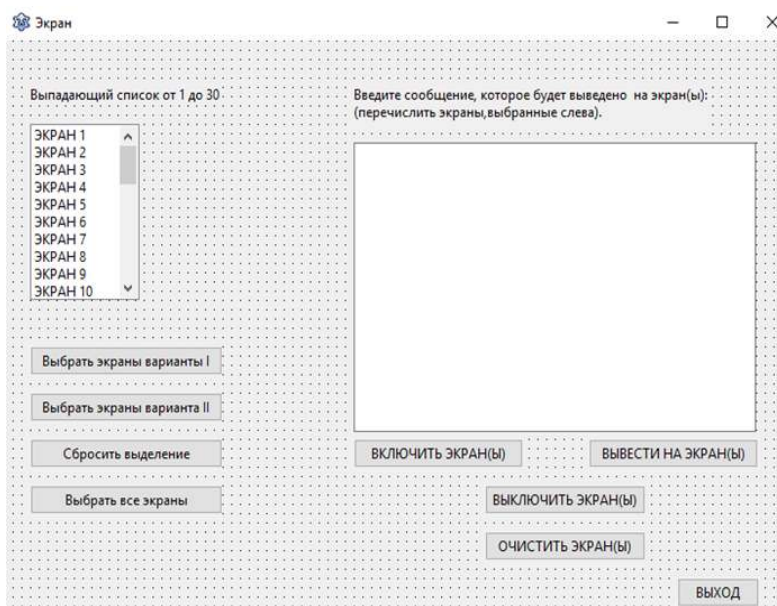 Экран
Выпадающий список от 1 до 30
ЭКРАН 1
ЭКРАН 2
ЭКРАН 3
ЭКРАН 4
ЭКРАН 5
ЭКРАН 6
ЭКРАН 7
ЭКРАН 8
ЭКРАН 9
ЭКРАН 10
Выбрать экраны варианты I
Выбрать экраны варианта II
Сбросить выделение
Выбрать все экраны
Введите сообщение, которое будет выведено на экран(ы):
(перечислить экраны,выбранные слева).
ВКЛЮЧИТЬ ЭКРАН(Ы)
ВЫВЕСТИ НА ЭКРАН(Ы)
ВЫКЛЮЧИТЬ ЭКРАН(Ы)
ОЧИСТИТЬ ЭКРАН(Ы)
ВЫХОД